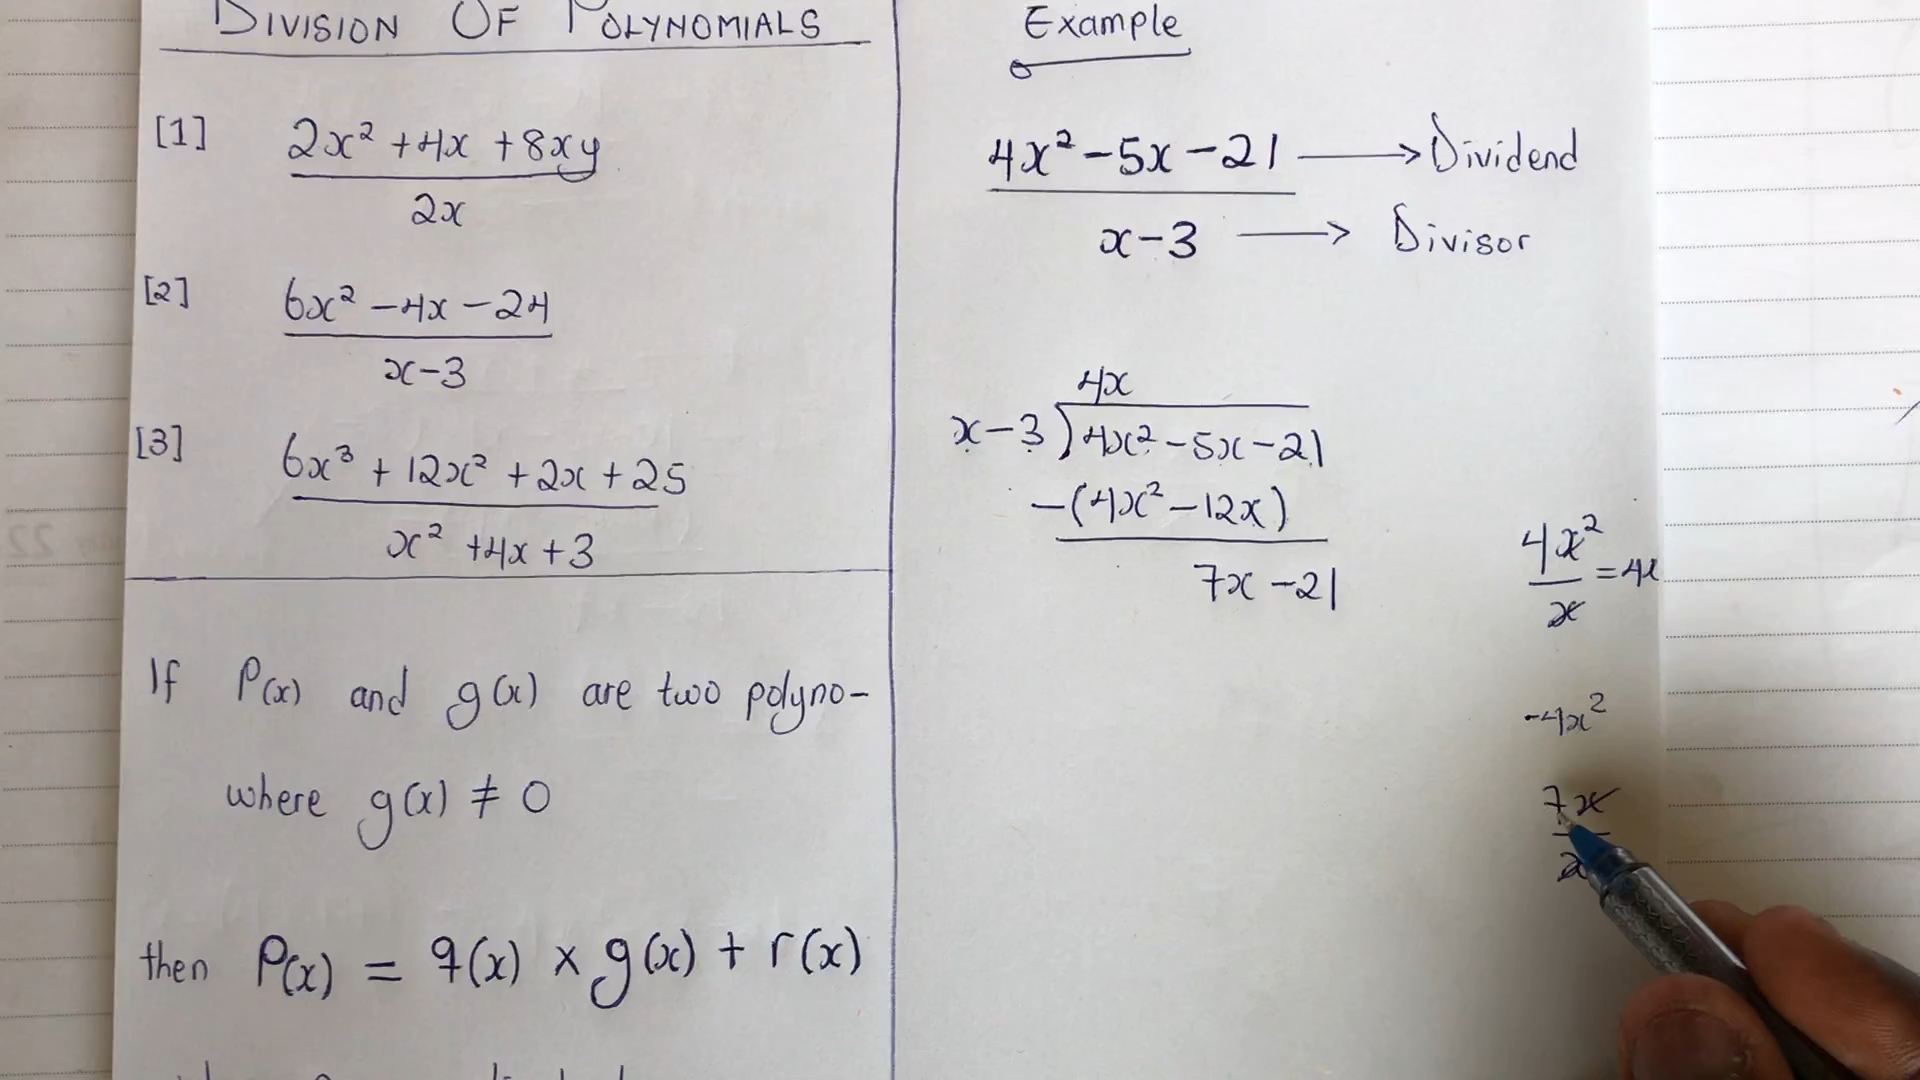 DIVISION OF POLYNOMIALS
[1] 2x² + 4x + 8xy
2x
[2] 6x² - 4x - 24
x-3
[3] 6x³ + 12x² + 2x + 25
x² + 4x + 3
If P(x) and g(x) are two polyno-
where g(x) ≠ 0
then P(x) = q(x) × g(x) + r(x)
Example
4x² - 5x - 21 → Dividend
x-3 → Divisor
4x
x-3 ) 4x² - 5x - 21
-(4x² - 12x)
7x - 21
4x²
= 4x
x
-4x²
7x
x